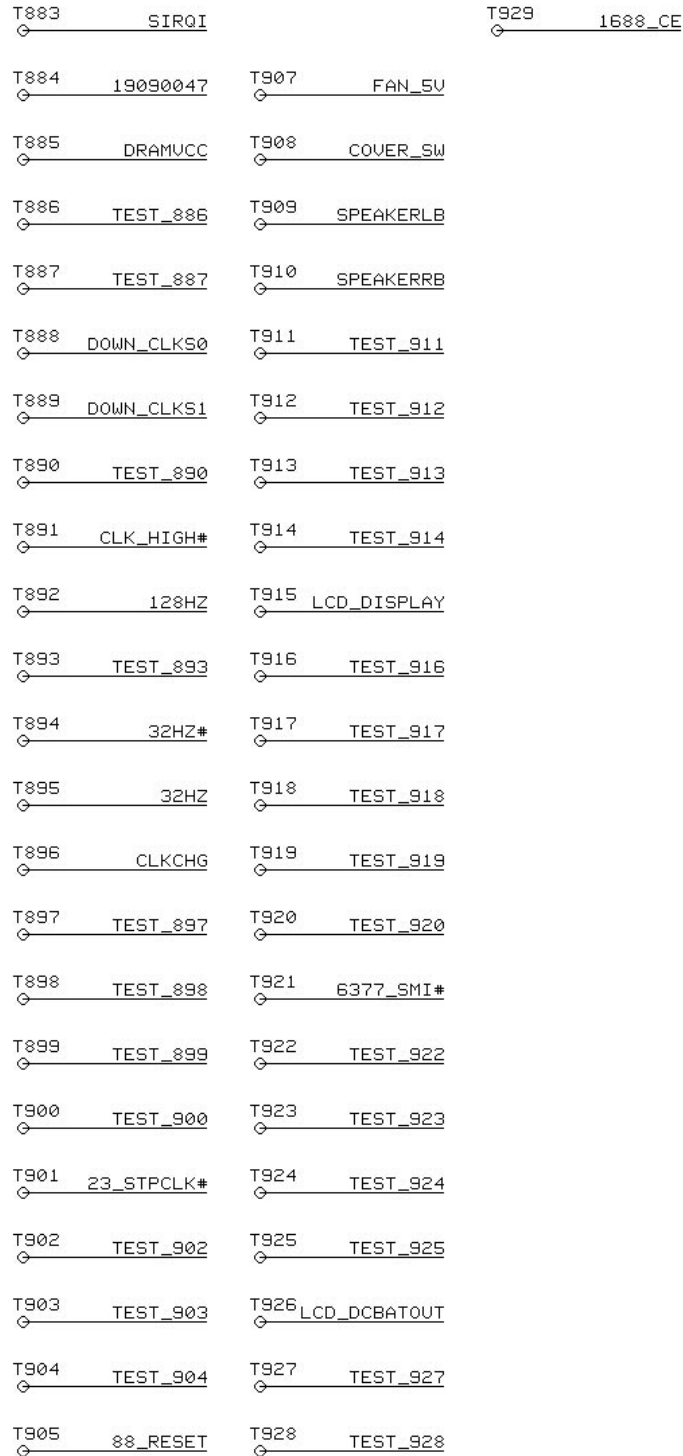 T883 SIRQI
T929 1688_CE
T884 19090047
T907 FAN_5V
T885 DRAMVCC
T908 COVER_SW
T886 TEST_886
T909 SPEAKERLB
T887 TEST_887
T910 SPEAKERRB
T888 DOWN_CLKS0
T911 TEST_911
T889 DOWN_CLKS1
T912 TEST_912
T890 TEST_890
T913 TEST_913
T891 CLK_HIGH#
T914 TEST_914
T892 128HZ
T915 LCD_DISPLAY
T893 TEST_893
T916 TEST_916
T894 32HZ#
T917 TEST_917
T895 32HZ
T918 TEST_918
T896 CLKCHG
T919 TEST_919
T897 TEST_897
T920 TEST_920
T898 TEST_898
T921 6377_SMI#
T899 TEST_899
T922 TEST_922
T900 TEST_900
T923 TEST_923
T901 23_STPCLK#
T924 TEST_924
T902 TEST_902
T925 TEST_925
T903 TEST_903
T926 LCD_DCBATOUT
T904 TEST_904
T927 TEST_927
T905 88_RESET
T928 TEST_928